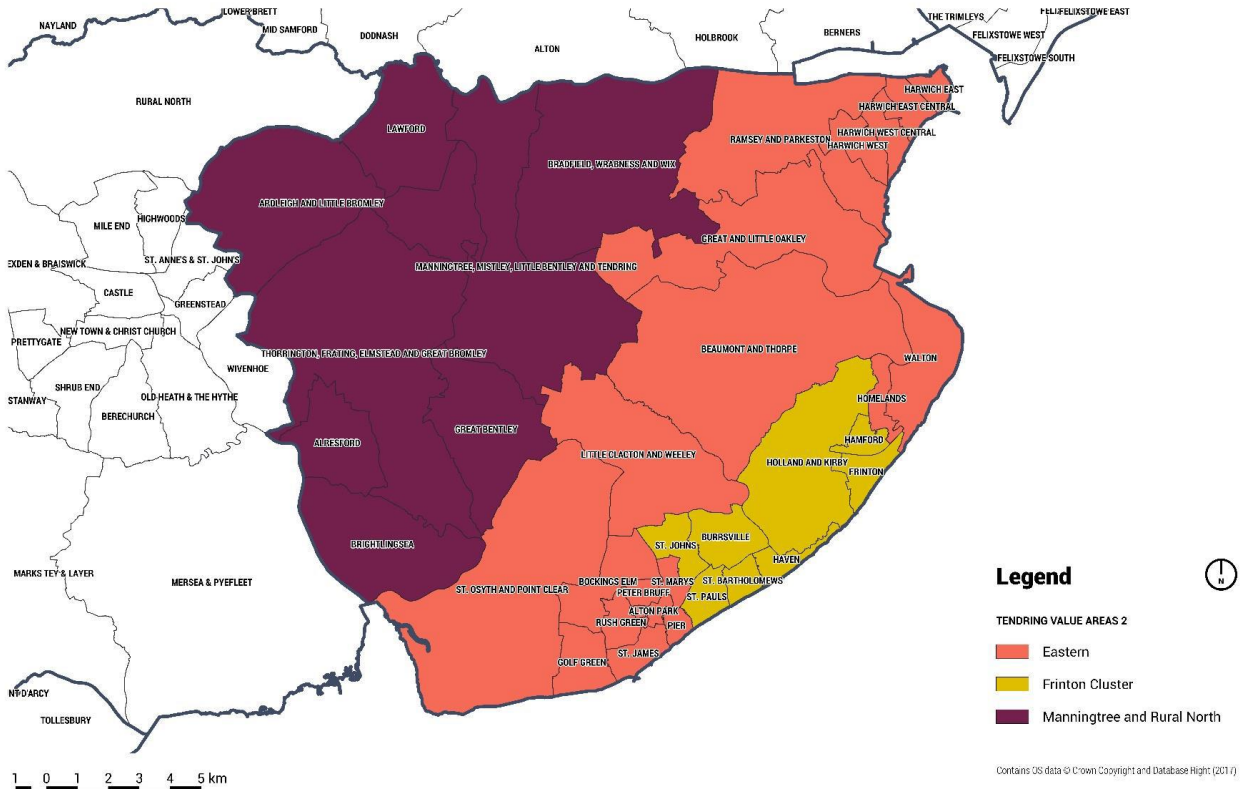 LOWER BRETT
NAYLAND
MID SAMFORD
DODNASH
ALTON
HOLBROOK
BERNERS
THE TRIMLEYS
FELIXSTOWE EAST
FELIXSTOWE WEST
FELIXSTOWE SOUTH
RURAL NORTH
LAWFORD
HARWICH EAST
HARWICH EAST CENTRAL
HARWICH WEST CENTRAL
RAMSEY AND PARKESTON
HARWICH WEST
BRADFIELD, WRABNESS AND WIX
ARDLEIGH AND LITTLE BROMLEY
HIGHWOODS
MILE END
GREAT AND LITTLE OAKLEY
ST. ANNE'S & ST. JOHN'S
EXDEN & BRAISWICK
MANNINGTREE, MISTLEY, LITTLE BENTLEY AND TENDRING
CASTLE
GREENSTEAD
NEW TOWN & CHRIST CHURCH
PRETTYGATE
BEAUMONT AND THORPE
THORRINGTON, FRATING, ELMSTEAD AND GREAT BROMLEY
WALTON
WIVENHOE
SHRUB END
OLD HEATH & THE HYTHE
STANWAY
HOMELANDS
BERECHURCH
GREAT BENTLEY
ALRESFORD
HAMFORD
LITTLE CLACTON AND WEELEY
HOLLAND AND KIRBY
FRINTON
BURRSVILLE
BRIGHTLINGSEA
ST. JOHNS
HAVEN
MARKS TEY & LAYER
MERSEA & PYEFLEET
BOCKINGS ELM
ST. MARYS
ST. BARTHOLOMEWS
ST. OSYTH AND POINT CLEAR
PETER BRUFF
ST. PAULS
ALTON PARK
RUSH GREEN
PIER
ST. JAMES
GOLF GREEN
NT D'ARCY
TOLLESBURY
Legend
N
TENDRING VALUE AREAS 2
Eastern
Frinton Cluster
Manningtree and Rural North
Contains OS data © Crown Copyright and Database Right (2017)
1 0 1 2 3 4 5 km